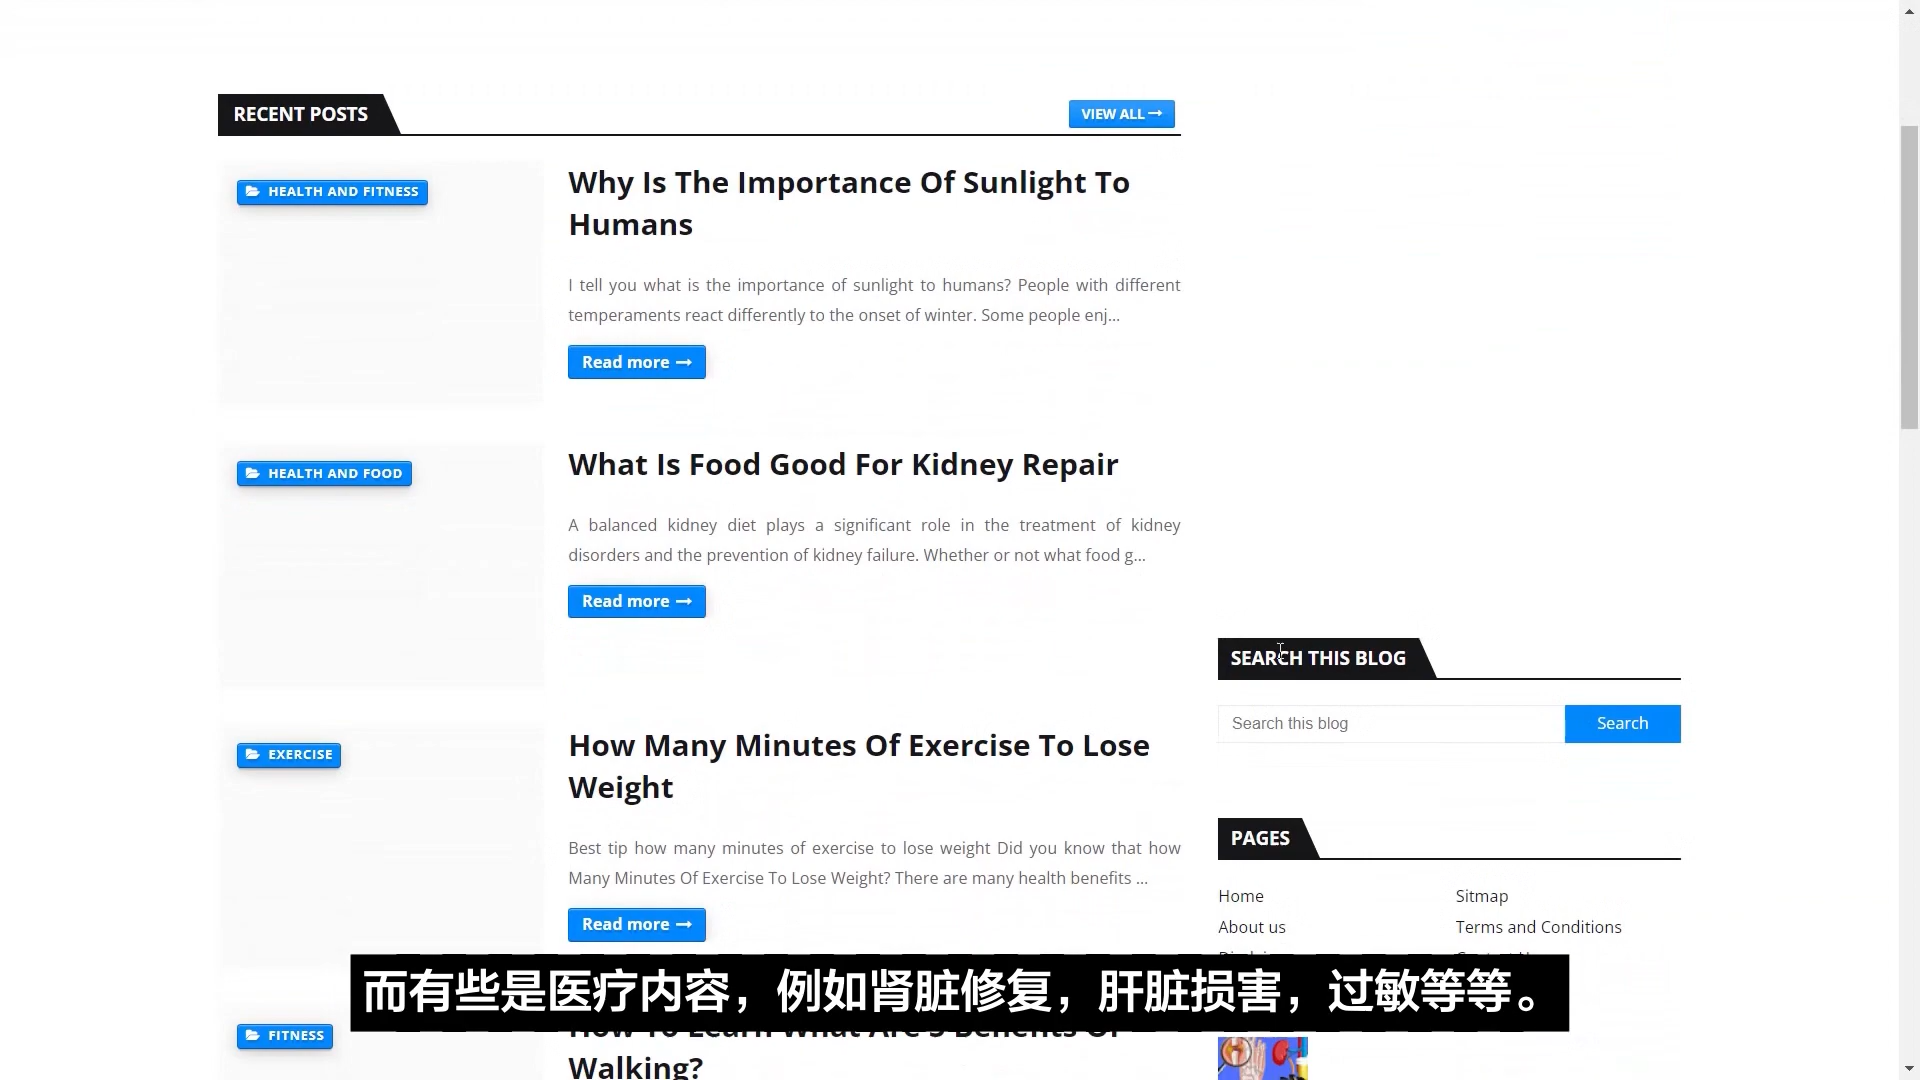 RECENT POSTS
VIEW ALL
HEALTH AND FITNESS
Why Is The Importance Of Sunlight To
Humans
I tell you what is the importance of sunlight to humans? People with different
temperaments react differently to the onset of winter. Some people enj...
Read more
HEALTH AND FOOD
What Is Food Good For Kidney Repair
A balanced kidney diet plays a significant role in the treatment of kidney
disorders and the prevention of kidney failure. Whether or not what food g...
Read more
EXERCISE
How Many Minutes Of Exercise To Lose
Weight
Best tip how many minutes of exercise to lose weight Did you know that how
Many Minutes Of Exercise To Lose Weight? There are many health benefits ...
Read more
FITNESS
How To Learn What Are 5 Benefits Of
Walking?
SEARCH THIS BLOG
Search this blog
Search
PAGES
Home
Sitmap
About us
Terms and Conditions
而有些是医疗内容，例如肾脏修复，肝脏损害，过敏等等。